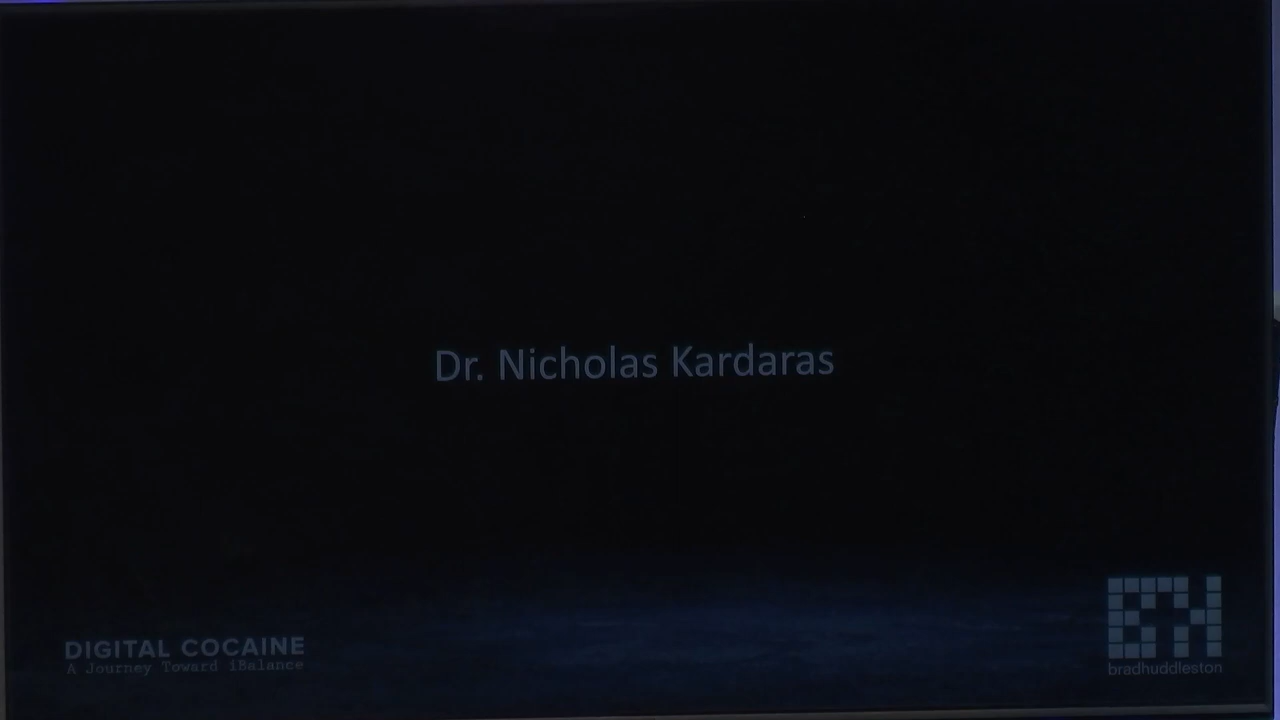 Dr. Nicholas Kardaras
DIGITAL COCAINE
A Journey Toward iBalance
bradhuddleston